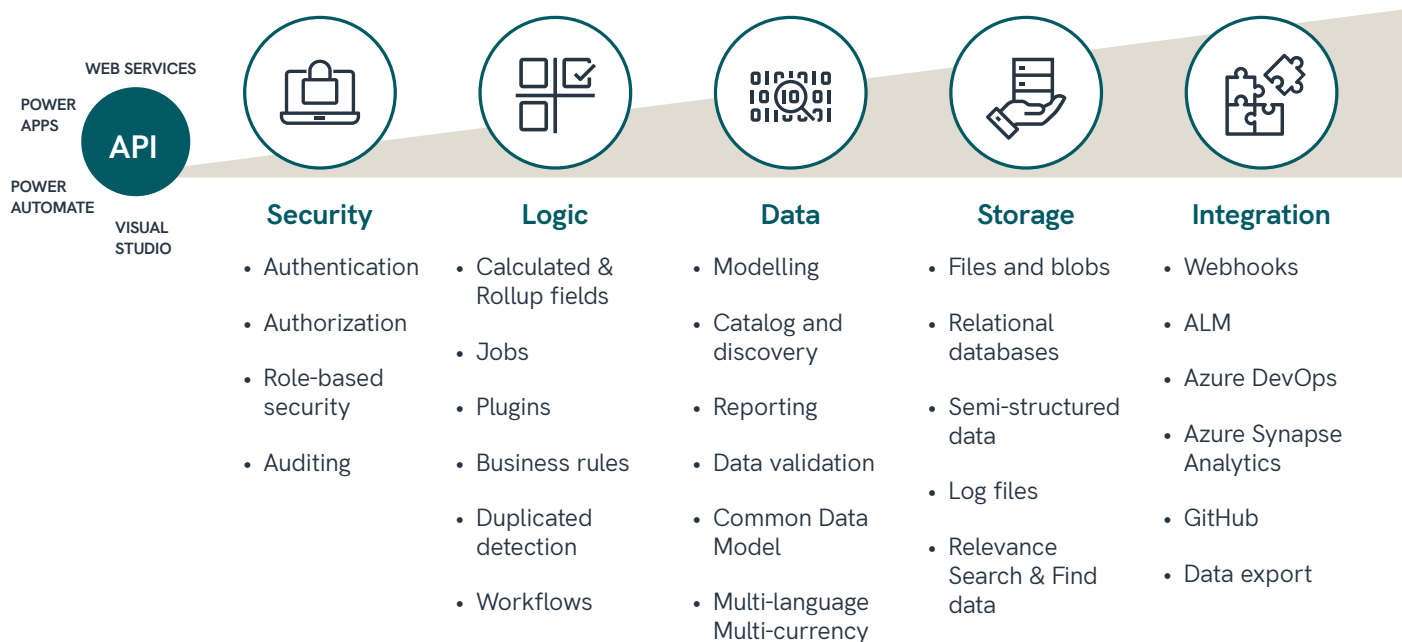 WEB SERVICES
POWER
APPS
API
POWER
AUTOMATE
VISUAL
STUDIO
Security
• Authentication
• Authorization
• Role-based
security
• Auditing
Logic
• Calculated &
Rollup fields
• Jobs
• Plugins
• Business rules
• Duplicated
detection
• Workflows
Data
• Modelling
• Catalog and
discovery
• Reporting
• Data validation
• Common Data
Model
• Multi-language
Multi-currency
Storage
• Files and blobs
• Relational
databases
• Semi-structured
data
• Log files
• Relevance
Search & Find
data
Integration
• Webhooks
• ALM
• Azure DevOps
• Azure Synapse
Analytics
• GitHub
• Data export